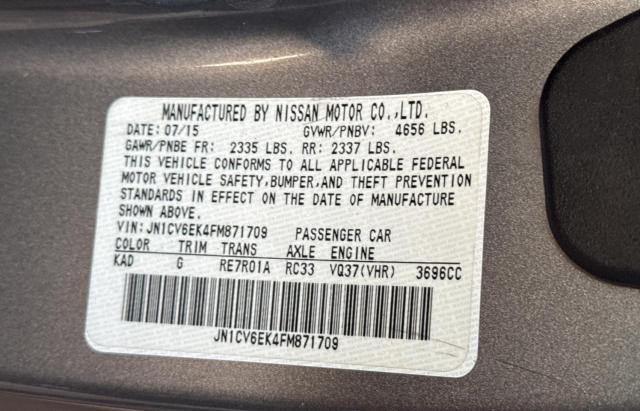 MANUFACTURED BY NISSAN MOTOR CO.,LTD.
DATE: 07/15 GVWR/PNBV: 4656 LBS.
GAWR/PNBE FR: 2335 LBS. RR: 2337 LBS.
THIS VEHICLE CONFORMS TO ALL APPLICABLE FEDERAL
MOTOR VEHICLE SAFETY,BUMPER,AND THEFT PREVENTION
STANDARDS IN EFFECT ON THE DATE OF MANUFACTURE
SHOWN ABOVE.
VIN:JN1CV6EK4FM871709 PASSENGER CAR
COLOR TRIM TRANS AXLE ENGINE
KAD G RE7R01A RC33 VQ37(VHR) 3696CC
JN1CV6EK4FM871709